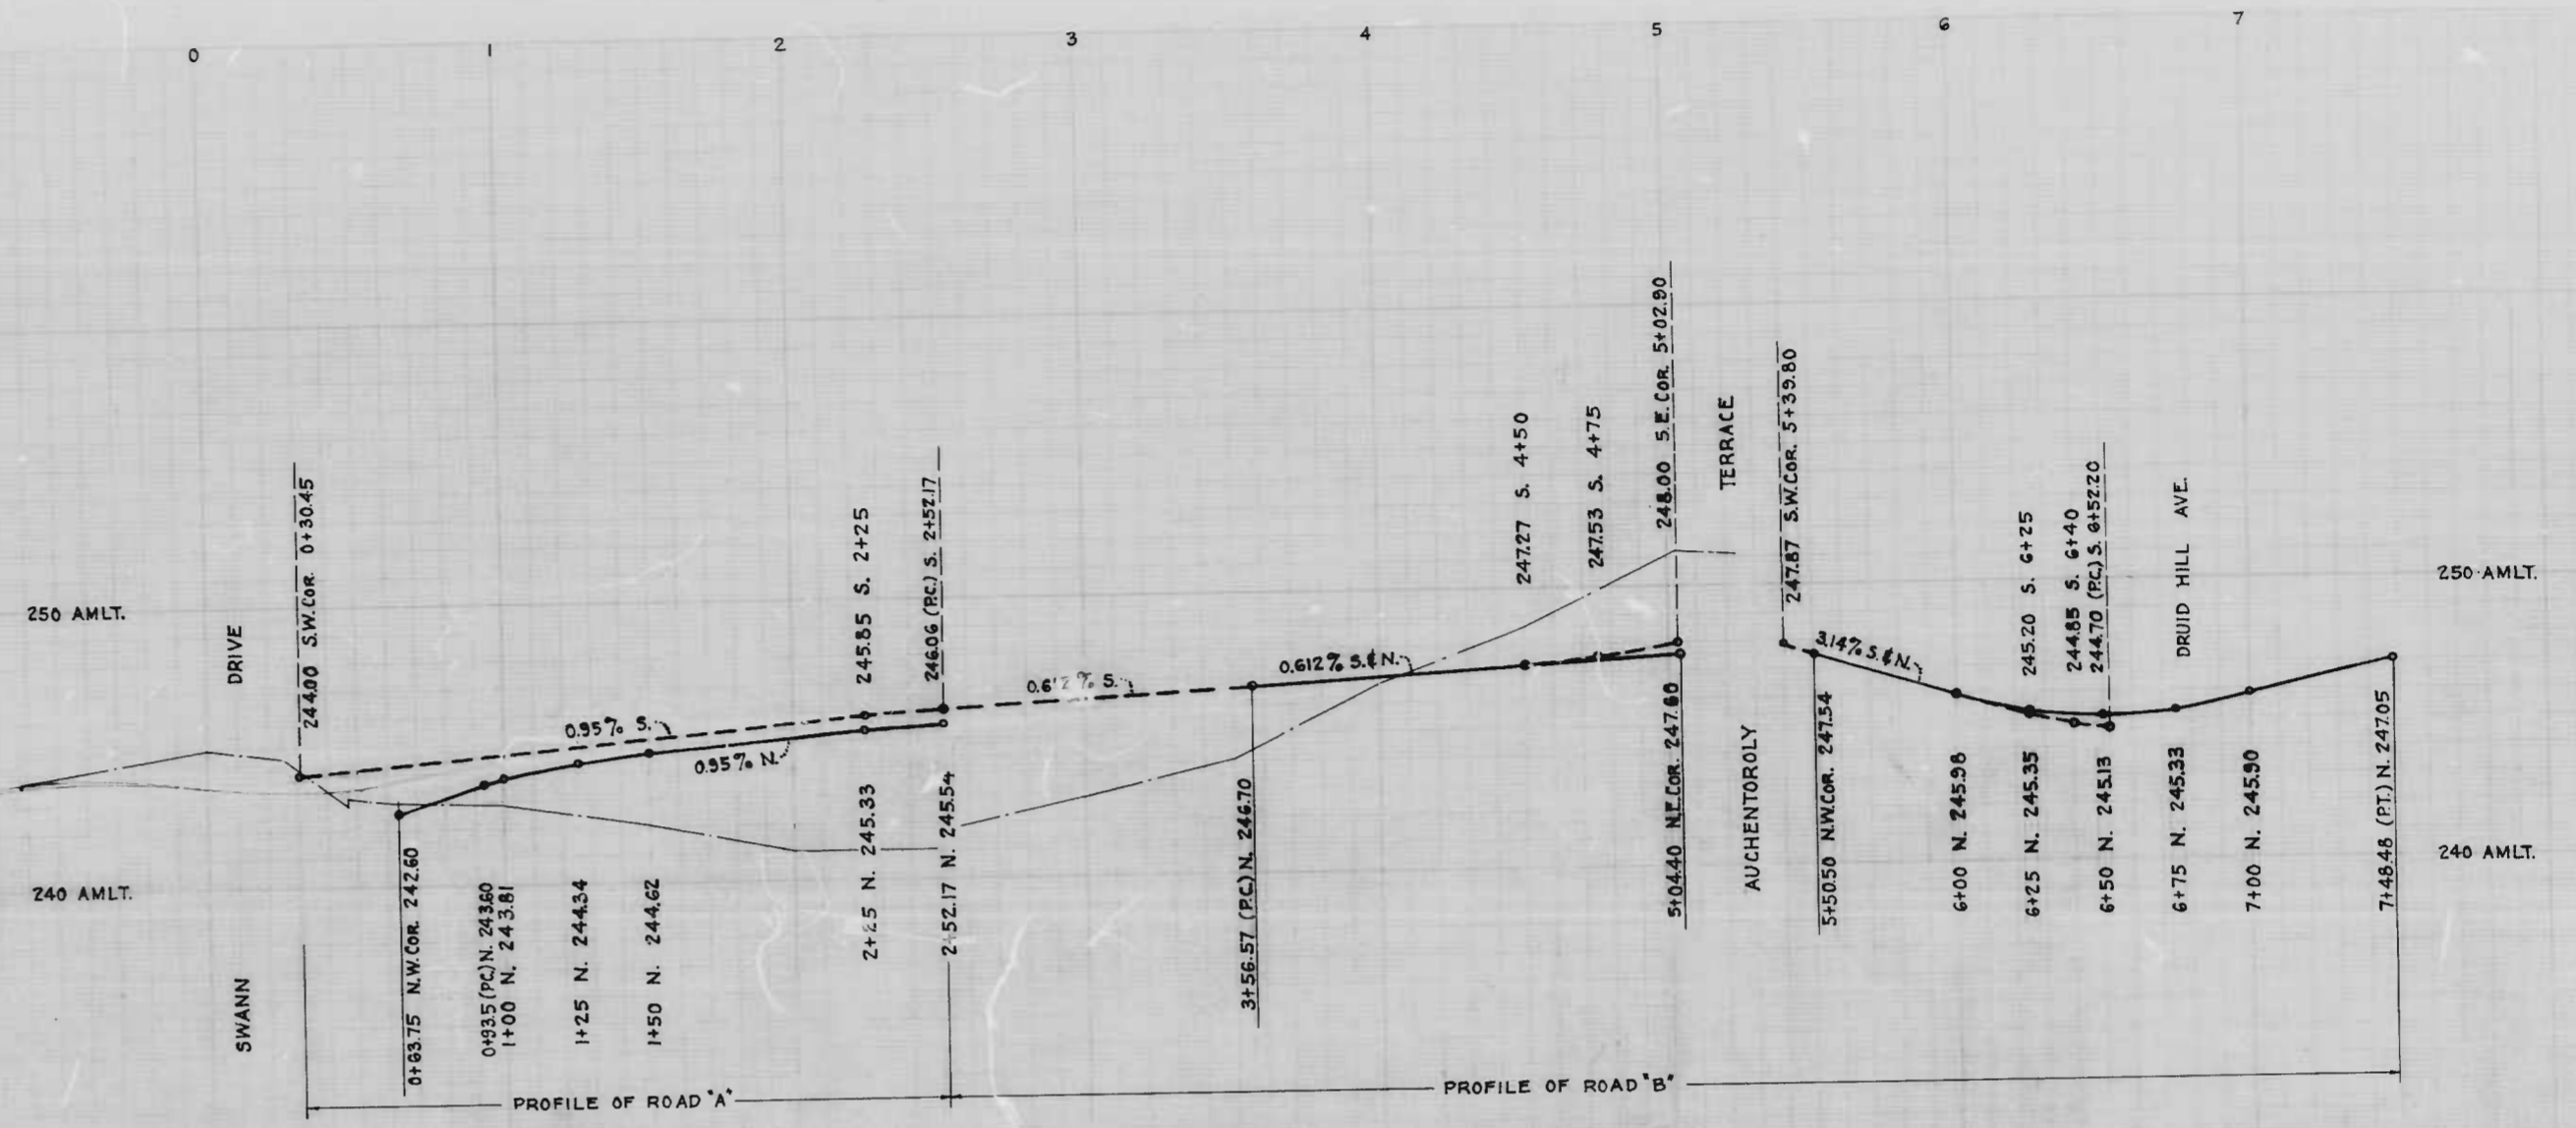 0 1 2 3 4 5 6 7
250 AMLT.
240 AMLT.
SWANN
DRIVE
244.00 S.W.COR. 0+30.45
0+63.75 N.W.COR. 242.60
0+93.5 (P.C.) N. 243.60
1+00 N. 243.81
1+25 N. 244.34
1+50 N. 244.62
0.95% S.
0.95% N.
245.85 S. 2+25
246.06 (P.C.) S. 2+52.17
2+25 N. 245.33
2+52.17 N. 245.54
0.612% S.
3+56.57 (P.C.) N. 246.70
0.612% S.&N.
247.27 S. 4+50
247.53 S. 4+75
248.00 S.E.COR. 5+02.90
5+04.40 N.E.COR. 247.60
AUCHENTOROLY
TERRACE
247.87 S.W.COR. 5+39.80
5+50.50 N.W.COR. 247.54
3.14% S.&N.
6+00 N. 245.98
245.20 S. 6+25
6+25 N. 245.35
244.85 S. 6+40
244.70 (P.C.) S. 6+52.20
6+50 N. 245.13
DRUID HILL AVE.
6+75 N. 245.33
7+00 N. 245.90
7+48.48 (P.T.) N. 247.05
250 AMLT.
240 AMLT.
PROFILE OF ROAD "A"
PROFILE OF ROAD "B"